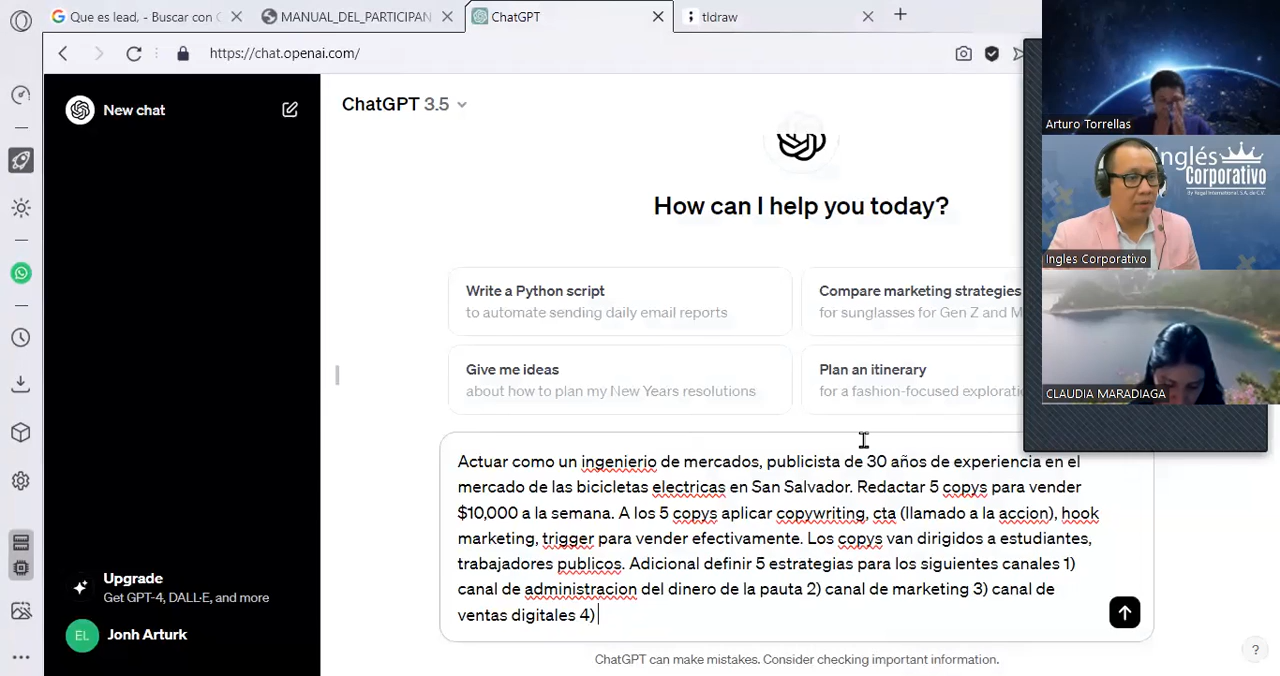 Que es lead, - Buscar con G
MANUAL_DEL_PARTICIPAN
ChatGPT
tldraw
https://chat.openai.com/
New chat
ChatGPT 3.5
How can I help you today?
Write a Python script
to automate sending daily email reports
Compare marketing strategies
for sunglasses for Gen Z and M
Give me ideas
about how to plan my New Years resolutions
Plan an itinerary
for a fashion-focused exploratio
Actuar como un ingenierio de mercados, publicista de 30 años de experiencia en el
mercado de las bicicletas electricas en San Salvador. Redactar 5 copys para vender
$10,000 a la semana. A los 5 copys aplicar copywriting, cta (llamado a la accion), hook
marketing, trigger para vender efectivamente. Los copys van dirigidos a estudiantes,
trabajadores publicos. Adicional definir 5 estrategias para los siguientes canales 1)
canal de administracion del dinero de la pauta 2) canal de marketing 3) canal de
ventas digitales 4)
ChatGPT can make mistakes. Consider checking important information.
?
Upgrade
Get GPT-4, DALL·E, and more
EL
Jonh Arturk
Arturo Torrellas
Inglés
Corporativo
By Regal International, S.A. de C.V.
Ingles Corporativo
CLAUDIA MARADIAGA